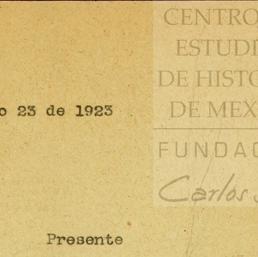 CENTRO
ESTUDI
DE HISTO
DE MEX
FUNDAC
Carlos S
o 23 de 1923
Presente